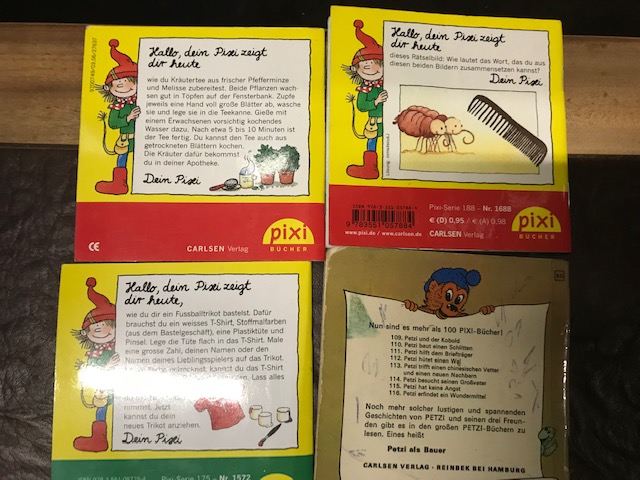 Hallo, dein Pixi zeigt
dir heute
wie du Kräutertee aus frischer Pfefferminze
und Melisse zubereitest. Beide Pflanzen wach-
sen gut in Töpfen auf der Fensterbank. Zupfe
jeweils eine Hand voll große Blätter ab, wasche
sie und lege sie in die Teekanne. Gieße mit
einem Erwachsenen vorsichtig kochendes
Wasser dazu. Nach etwa 5 bis 10 Minuten ist
der Tee fertig. Du kannst den Tee auch aus
getrockneten Blättern kochen.
Die Kräuter dafür bekommst
du in deiner Apotheke.
Dein Pixi
CE
CARLSEN Verlag
pixi
BÜCHER
Hallo, dein Pixi zeigt
dir heute
dieses Rätselbild: Wie lautet das Wort, das du aus
diesen beiden Bildern zusammensetzen kannst?
Dein Pixi
Pixi-Serie 188 – Nr. 1688
€ (D) 0,95 / € (A) 0.98
9 783551 057884
www.pixi.de / www.carlsen.de
CARLSEN Verlag
pixi
BÜCHER
Hallo, dein Pixi zeigt
dir heute,
wie du dir ein Fussballtrikot bastelst. Dafür
brauchst du ein weisses T-Shirt, Stoffmalfarben
(aus dem Bastelgeschäft), eine Plastiktüte und
Pinsel. Lege die Tüte flach in das T-Shirt. Male
eine grosse Zahl, deinen Namen oder den
Namen deines Lieblingsspielers auf das Trikot.
getrocknet, kannst du das T-Shirt
Lass alles
nimmst. Jetzt
kannst du dein
neues Trikot anziehen.
Dein Pixi
Pixi-Serie 175 – Nr. 1572
pixi
Nun sind es mehr als 100 PIXI-Bücher!
109. Petzi und der Kobold
110. Petzi baut einen Schlitten
111. Petzi hilft dem Briefträger
112. Petzi hütet einen
113. Petzi trifft einen chinesischen Vetter
und einen neuen Nachbarn
114. Petzi besucht seinen Großvater
115. Petzi hat keine Angst
116. Petzi erfindet ein Wundermittel
Noch mehr solcher lustigen und spannenden
Geschichten von PETZI und seinen drei Freun-
den gibt es in den großen PETZI-Büchern zu
lesen. Eines heißt
Petzi als Bauer
CARLSEN VERLAG · REINBEK BEI HAMBURG